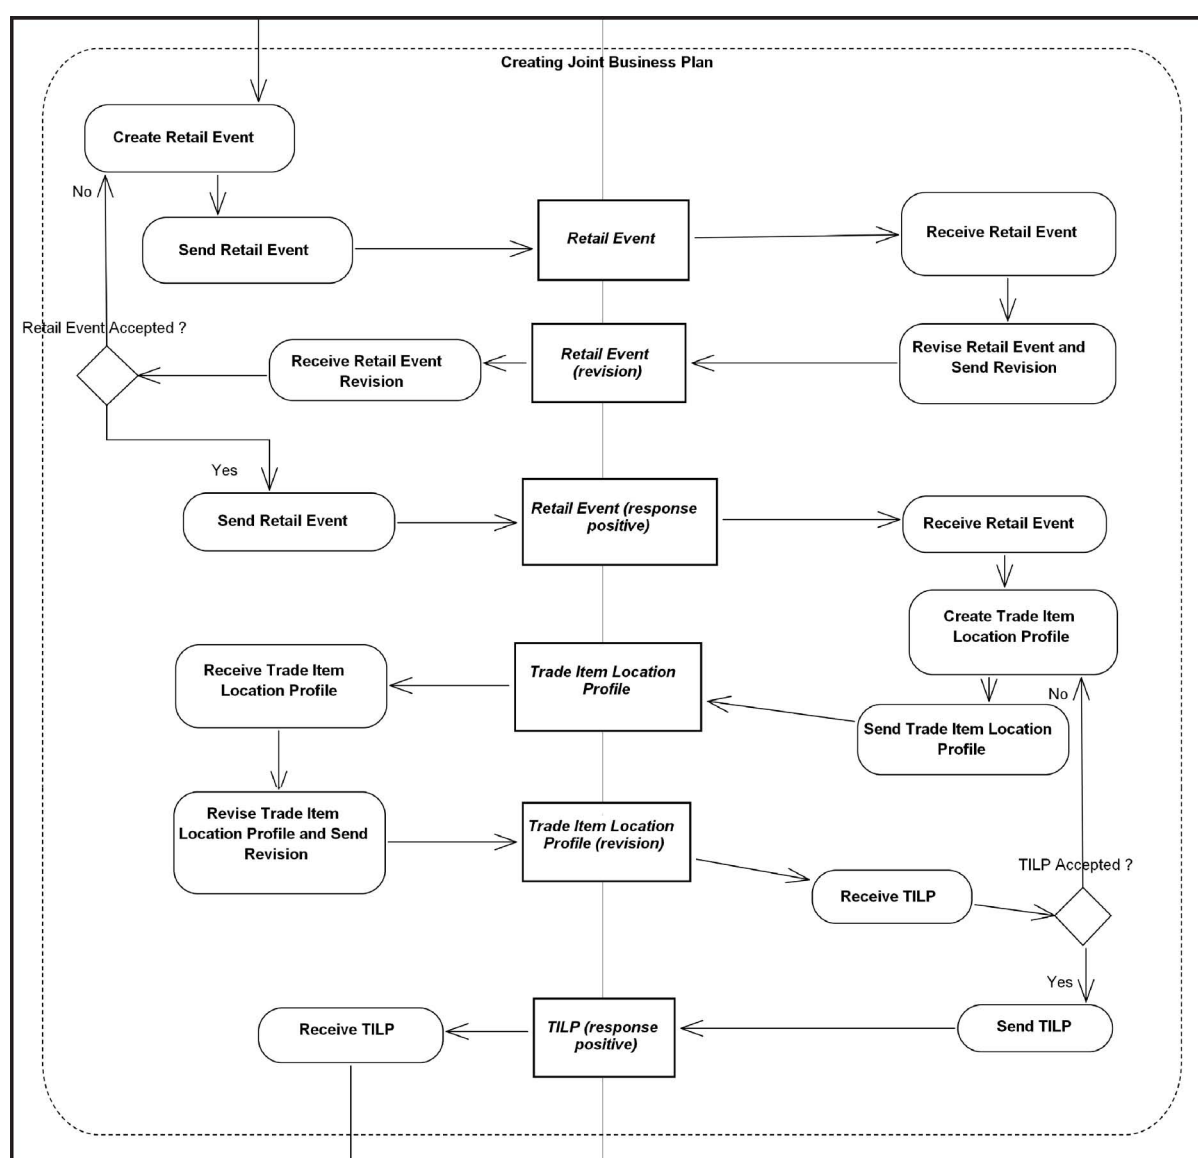 Creating Joint Business Plan
Create Retail Event
No
Send Retail Event
Retail Event
Receive Retail Event
Retail Event Accepted ?
Receive Retail Event
Revision
Retail Event
(revision)
Revise Retail Event and
Send Revision
Yes
Send Retail Event
Retail Event (response
positive)
Receive Retail Event
Create Trade Item
Location Profile
Receive Trade Item
Location Profile
Trade Item Location
Profile
No
Send Trade Item Location
Profile
Revise Trade Item
Location Profile and Send
Revision
Trade Item Location
Profile (revision)
TILP Accepted ?
Receive TILP
Yes
Receive TILP
TILP (response
positive)
Send TILP